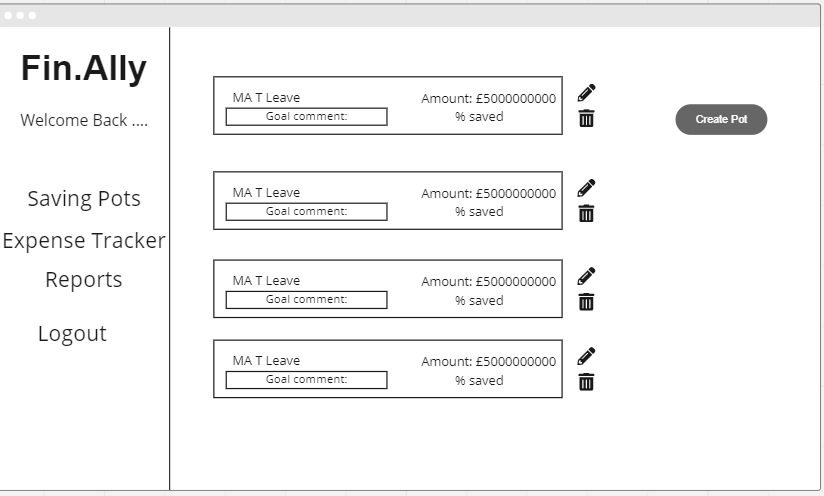 Fin.Ally
Welcome Back ....
Saving Pots
Expense Tracker
Reports
Logout
MA T Leave
Goal comment:
Amount: £5000000000
% saved
MA T Leave
Goal comment:
Amount: £5000000000
% saved
MA T Leave
Goal comment:
Amount: £5000000000
% saved
MA T Leave
Goal comment:
Amount: £5000000000
% saved
Create Pot